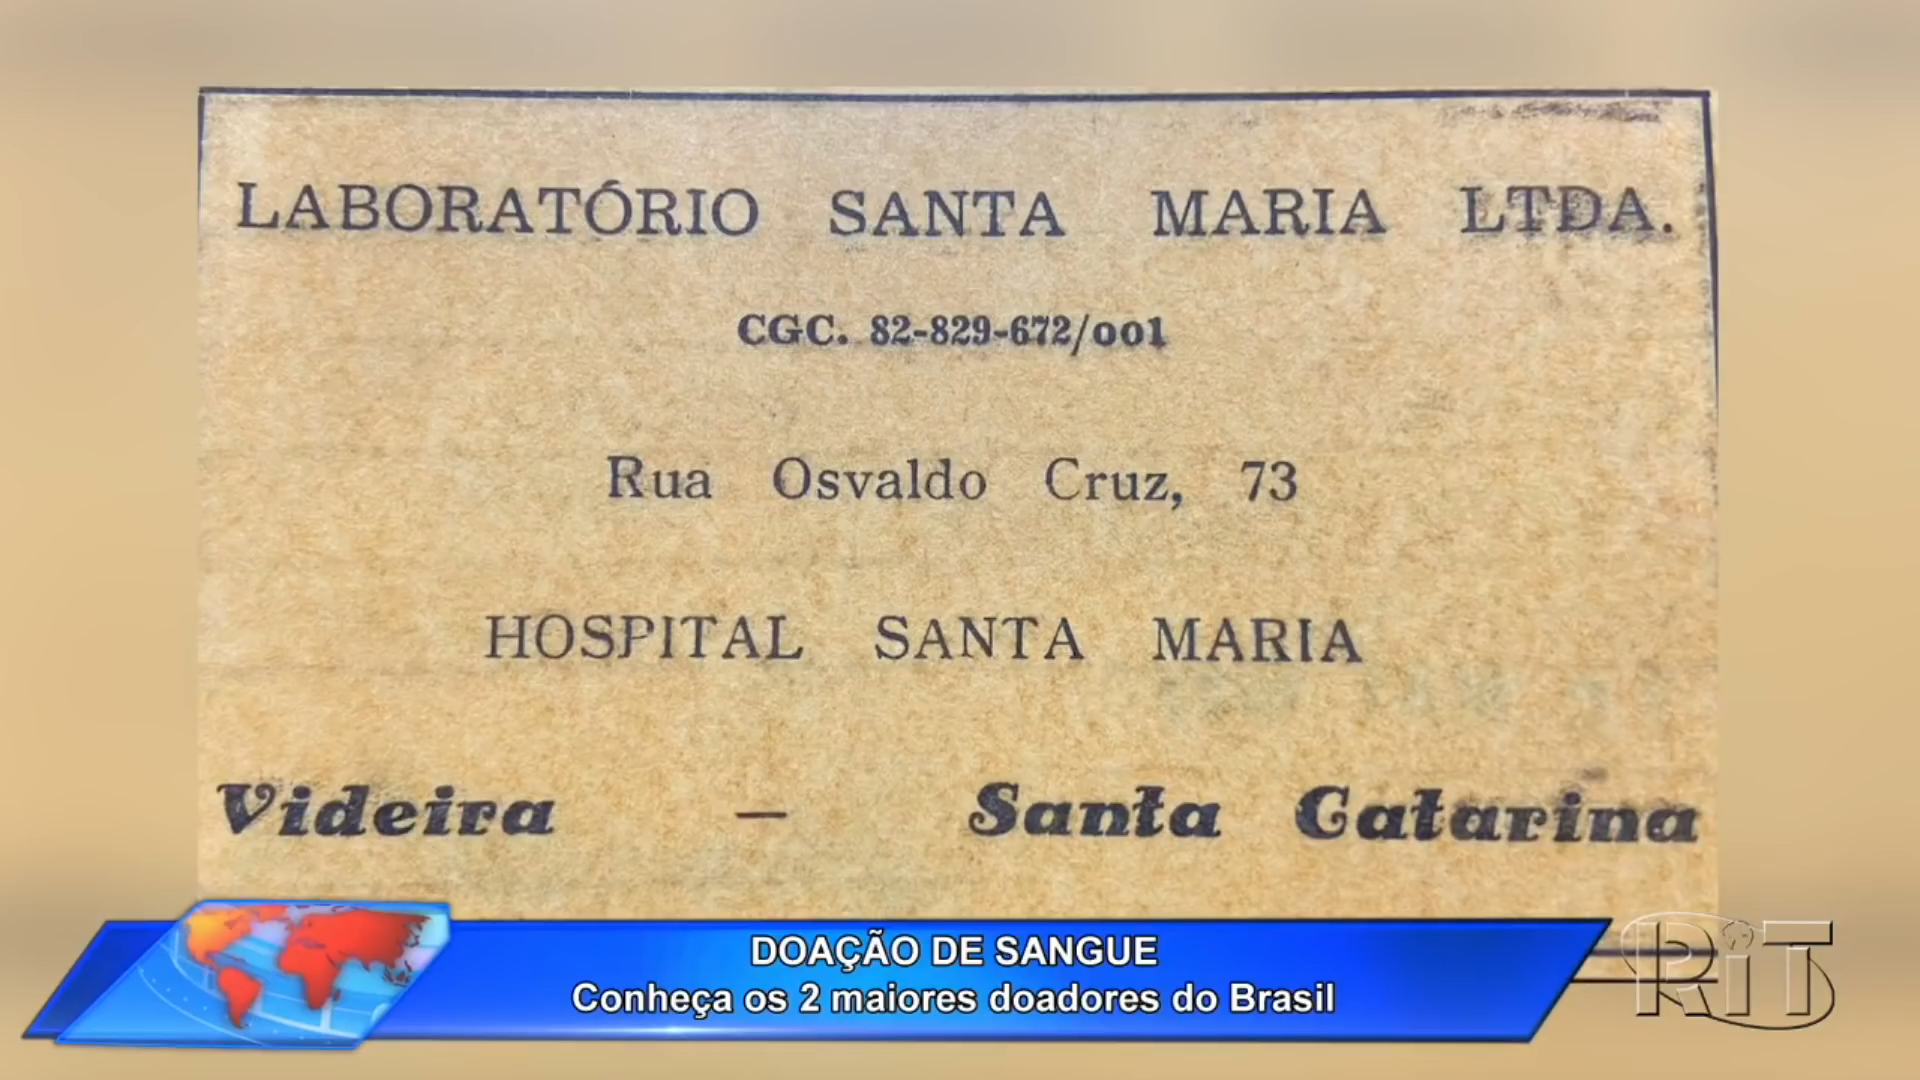 LABORATÓRIO SANTA MARIA LTDA.
CGC. 82-829-672/001
Rua Osvaldo Cruz, 73
HOSPITAL SANTA MARIA
Videira — Santa Catarina
DOAÇÃO DE SANGUE
Conheça os 2 maiores doadores do Brasil
RiT